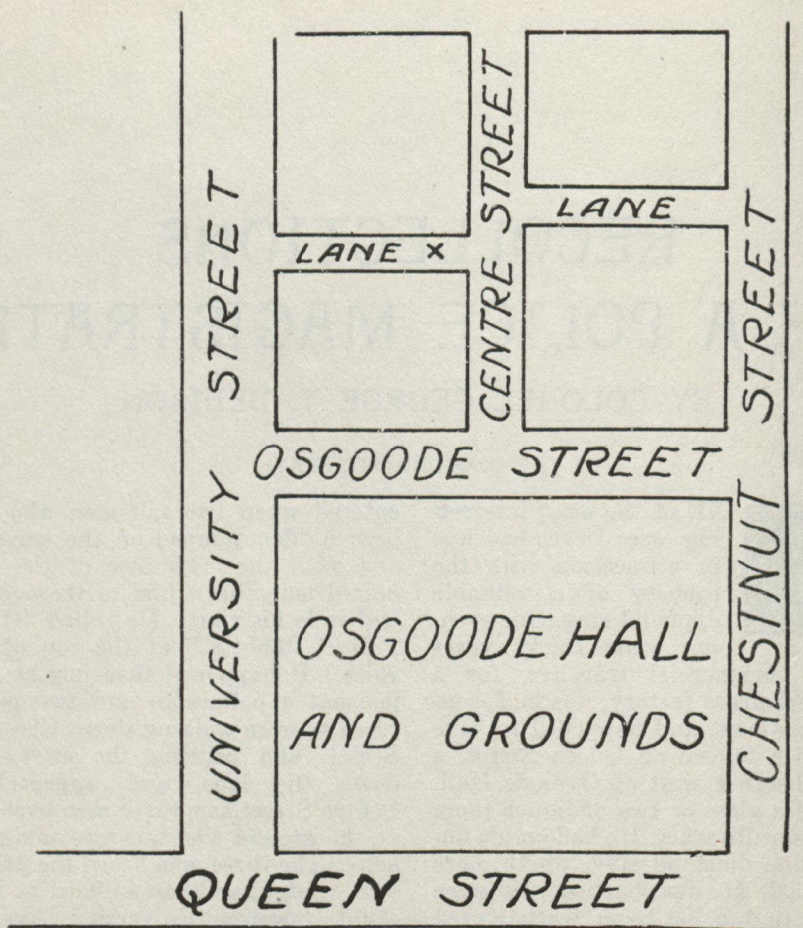 UNIVERSITY STREET
LANE x
CENTRE STREET
LANE
CHESTNUT STREET
OSGOODE STREET
OSGOODE HALL
AND GROUNDS
QUEEN STREET